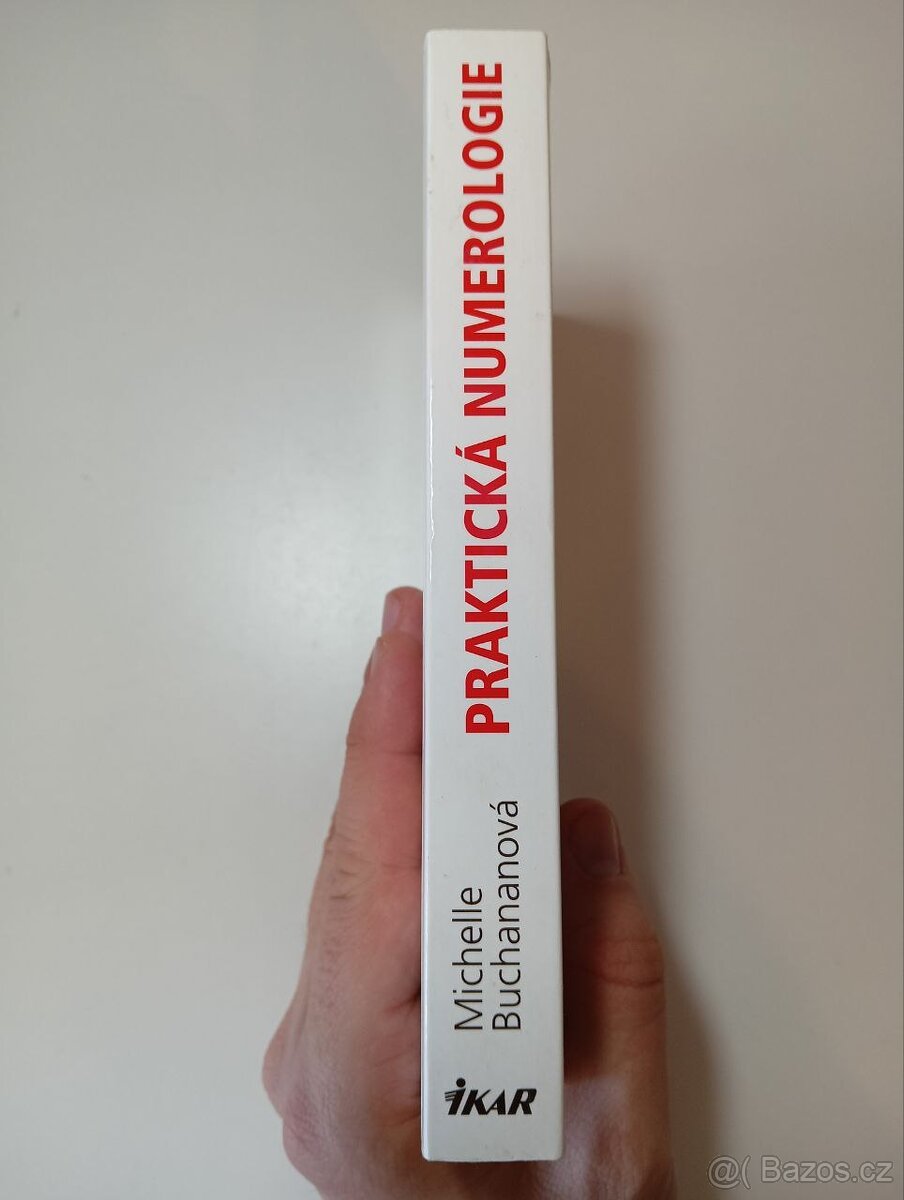 PRAKTICKÁ NUMEROLOGIE
Michelle
Buchananová
iKAR
@( Bazos.cz